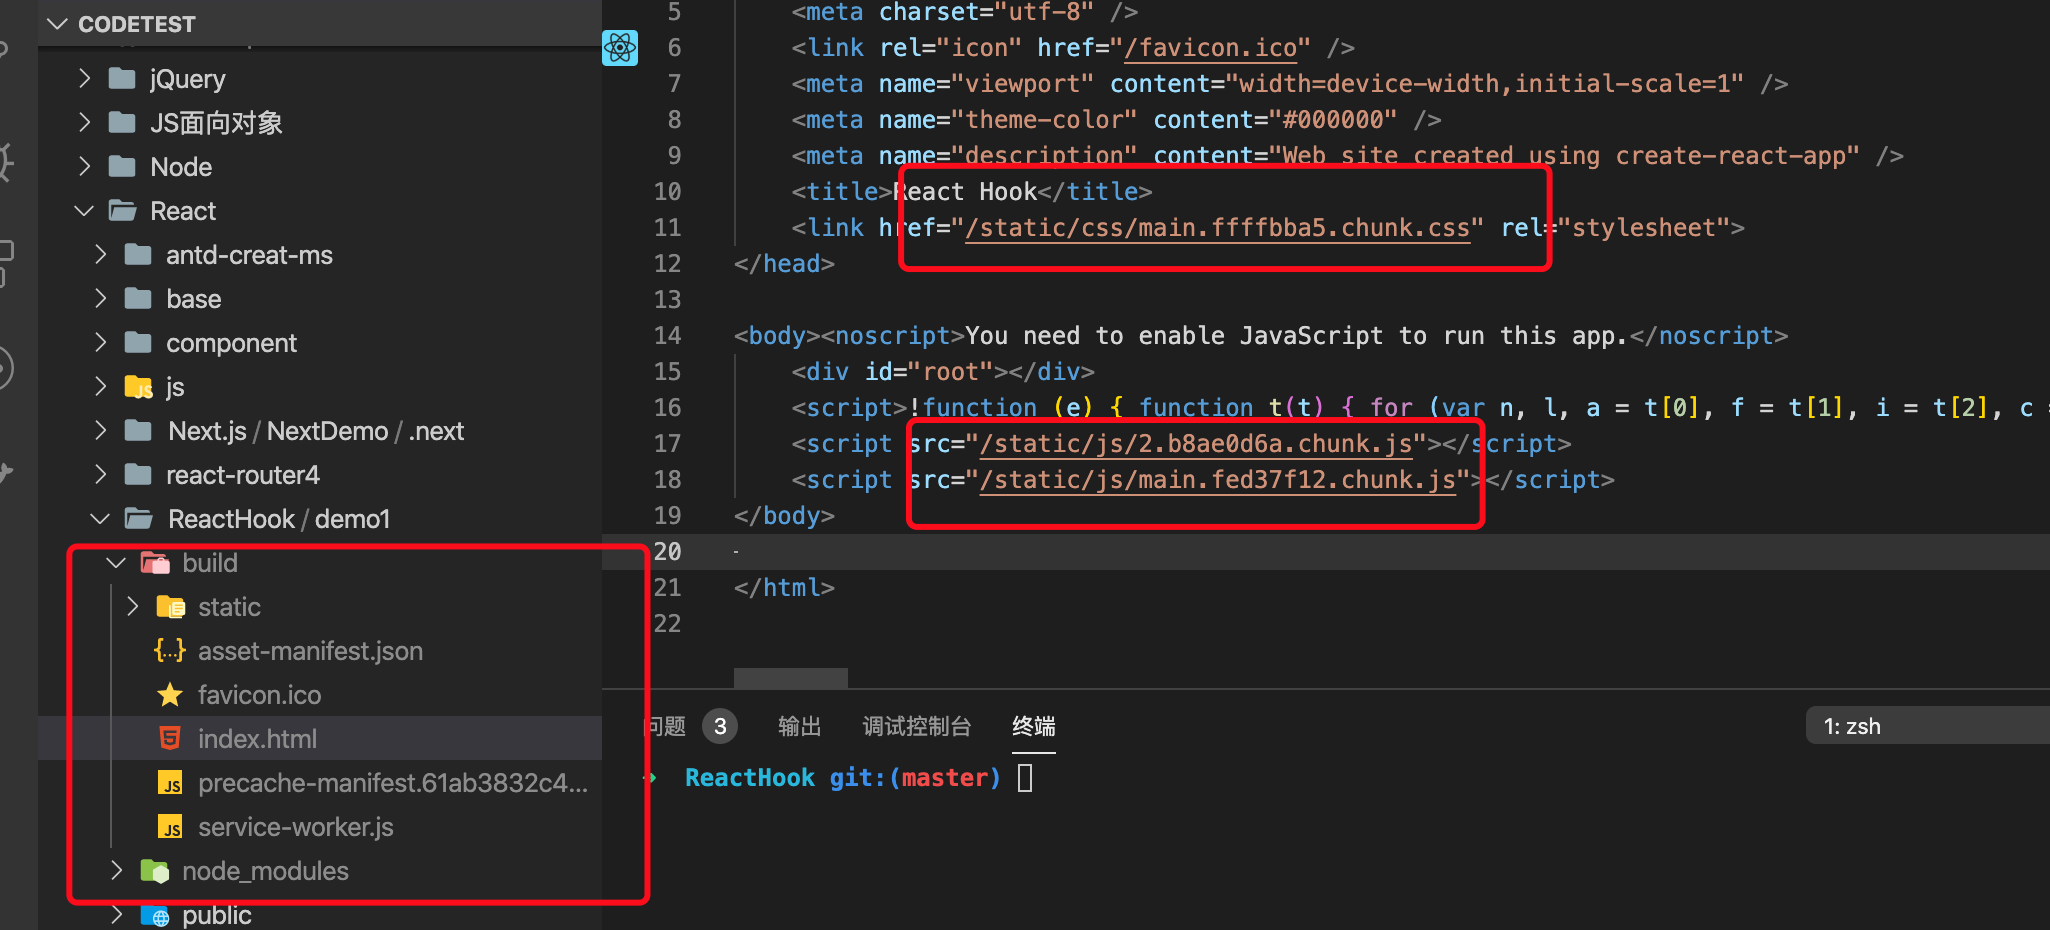 CODETEST
jQuery
JS面向对象
Node
React
antd-creat-ms
base
component
js
Next.js / NextDemo / .next
react-router4
ReactHook / demo1
build
static
asset-manifest.json
favicon.ico
index.html
precache-manifest.61ab3832c4...
service-worker.js
node_modules
public
5 <meta charset="utf-8" />
6 <link rel="icon" href="/favicon.ico" />
7 <meta name="viewport" content="width=device-width,initial-scale=1" />
8 <meta name="theme-color" content="#000000" />
9 <meta name="description" content="Web site created using create-react-app" />
10 <title>React Hook</title>
11 <link href="/static/css/main.ffffbba5.chunk.css" rel="stylesheet">
12 </head>
13
14 <body><noscript>You need to enable JavaScript to run this app.</noscript>
15 <div id="root"></div>
16 <script>!function (e) { function t(t) { for (var n, l, a = t[0], f = t[1], i = t[2], c =
17 <script src="/static/js/2.b8ae0d6a.chunk.js"></script>
18 <script src="/static/js/main.fed37f12.chunk.js"></script>
19 </body>
20 -
21 </html>
22
问题 3 输出 调试控制台 终端 1: zsh
ReactHook git:(master)